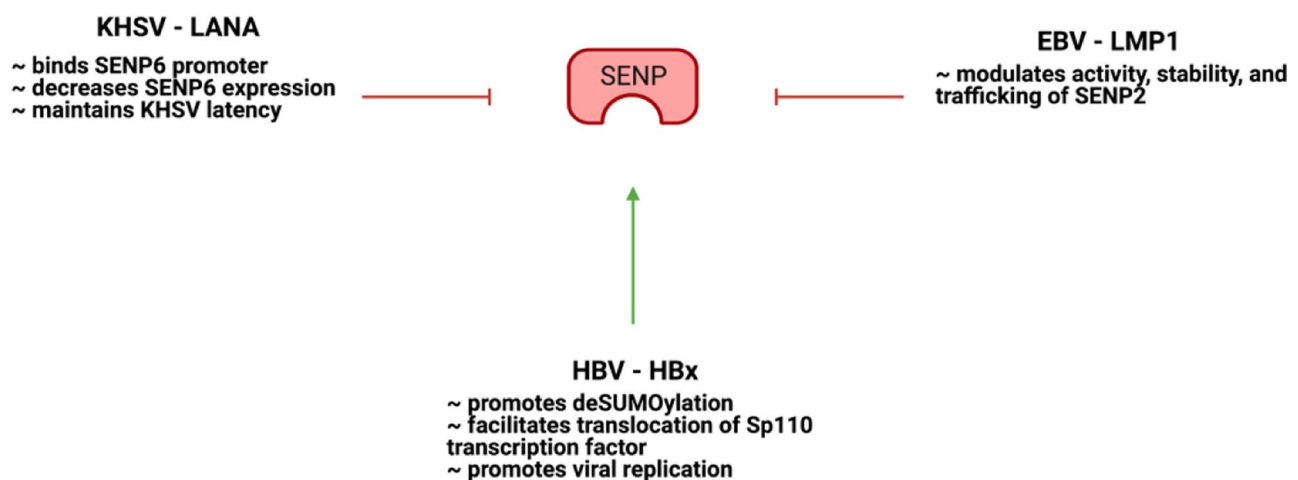 KHSV - LANA
~ binds SENP6 promoter
~ decreases SENP6 expression
~ maintains KHSV latency
SENP
EBV - LMP1
~ modulates activity, stability, and
trafficking of SENP2
HBV - HBx
~ promotes deSUMOylation
~ facilitates translocation of Sp110
transcription factor
~ promotes viral replication